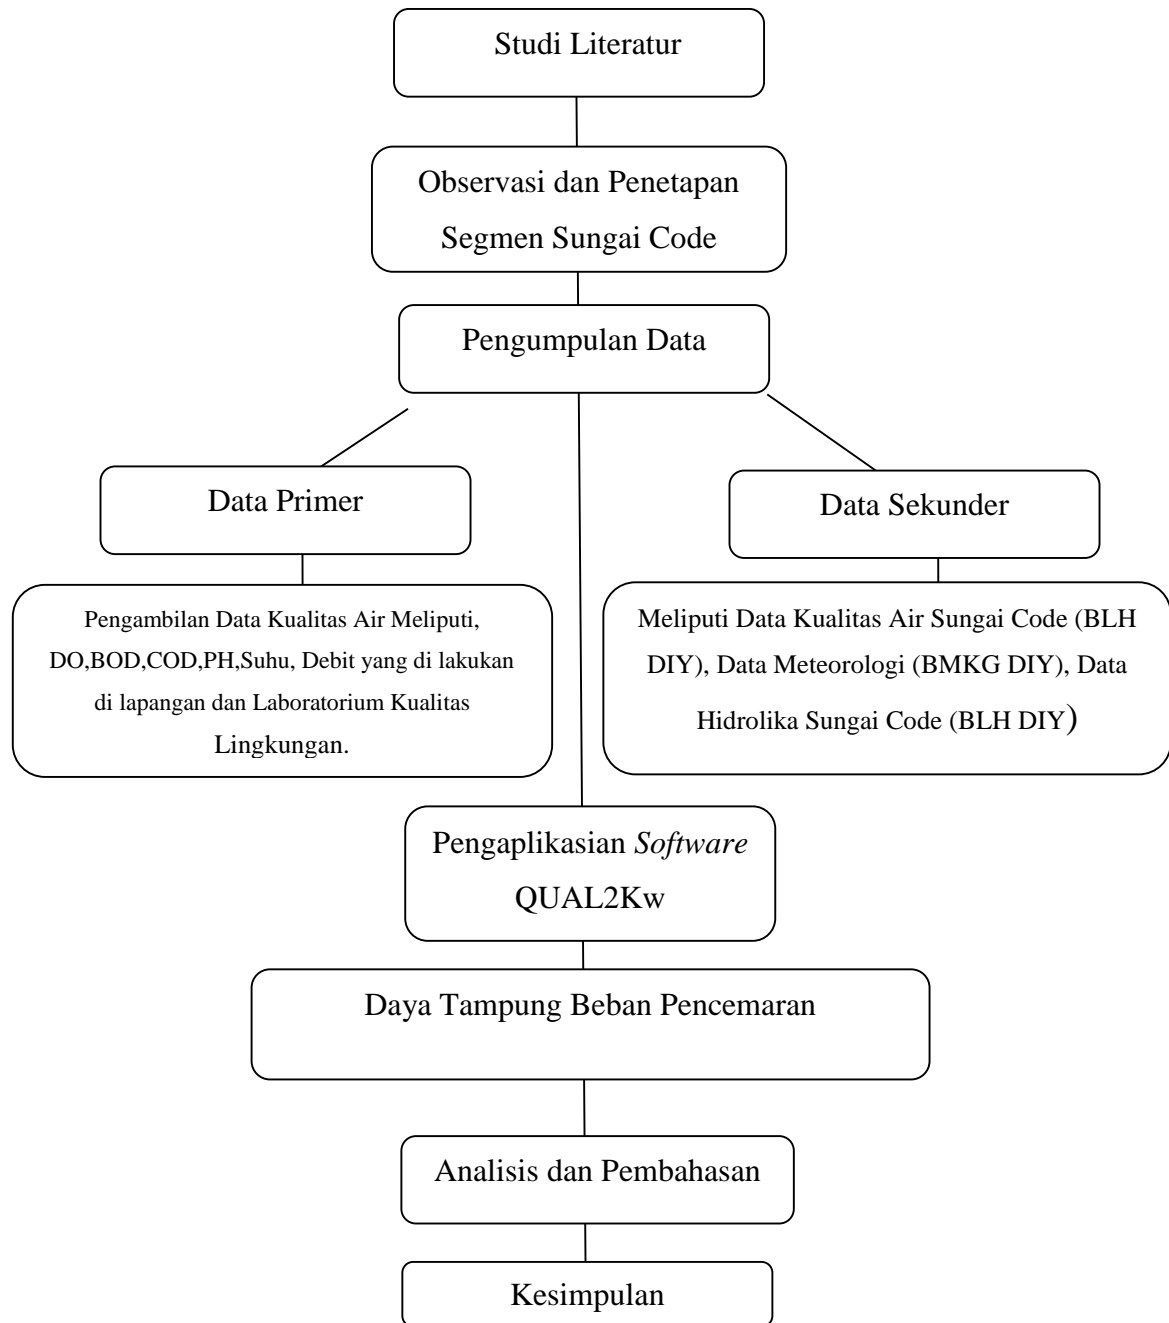 Studi Literatur
Observasi dan Penetapan
Segmen Sungai Code
Pengumpulan Data
Data Primer
Data Sekunder
Pengambilan Data Kualitas Air Meliputi,
DO,BOD,COD,PH,Suhu, Debit yang di lakukan
di lapangan dan Laboratorium Kualitas
Lingkungan.
Meliputi Data Kualitas Air Sungai Code (BLH
DIY), Data Meteorologi (BMKG DIY), Data
Hidrolika Sungai Code (BLH DIY)
Pengaplikasian Software
QUAL2Kw
Daya Tampung Beban Pencemaran
Analisis dan Pembahasan
Kesimpulan